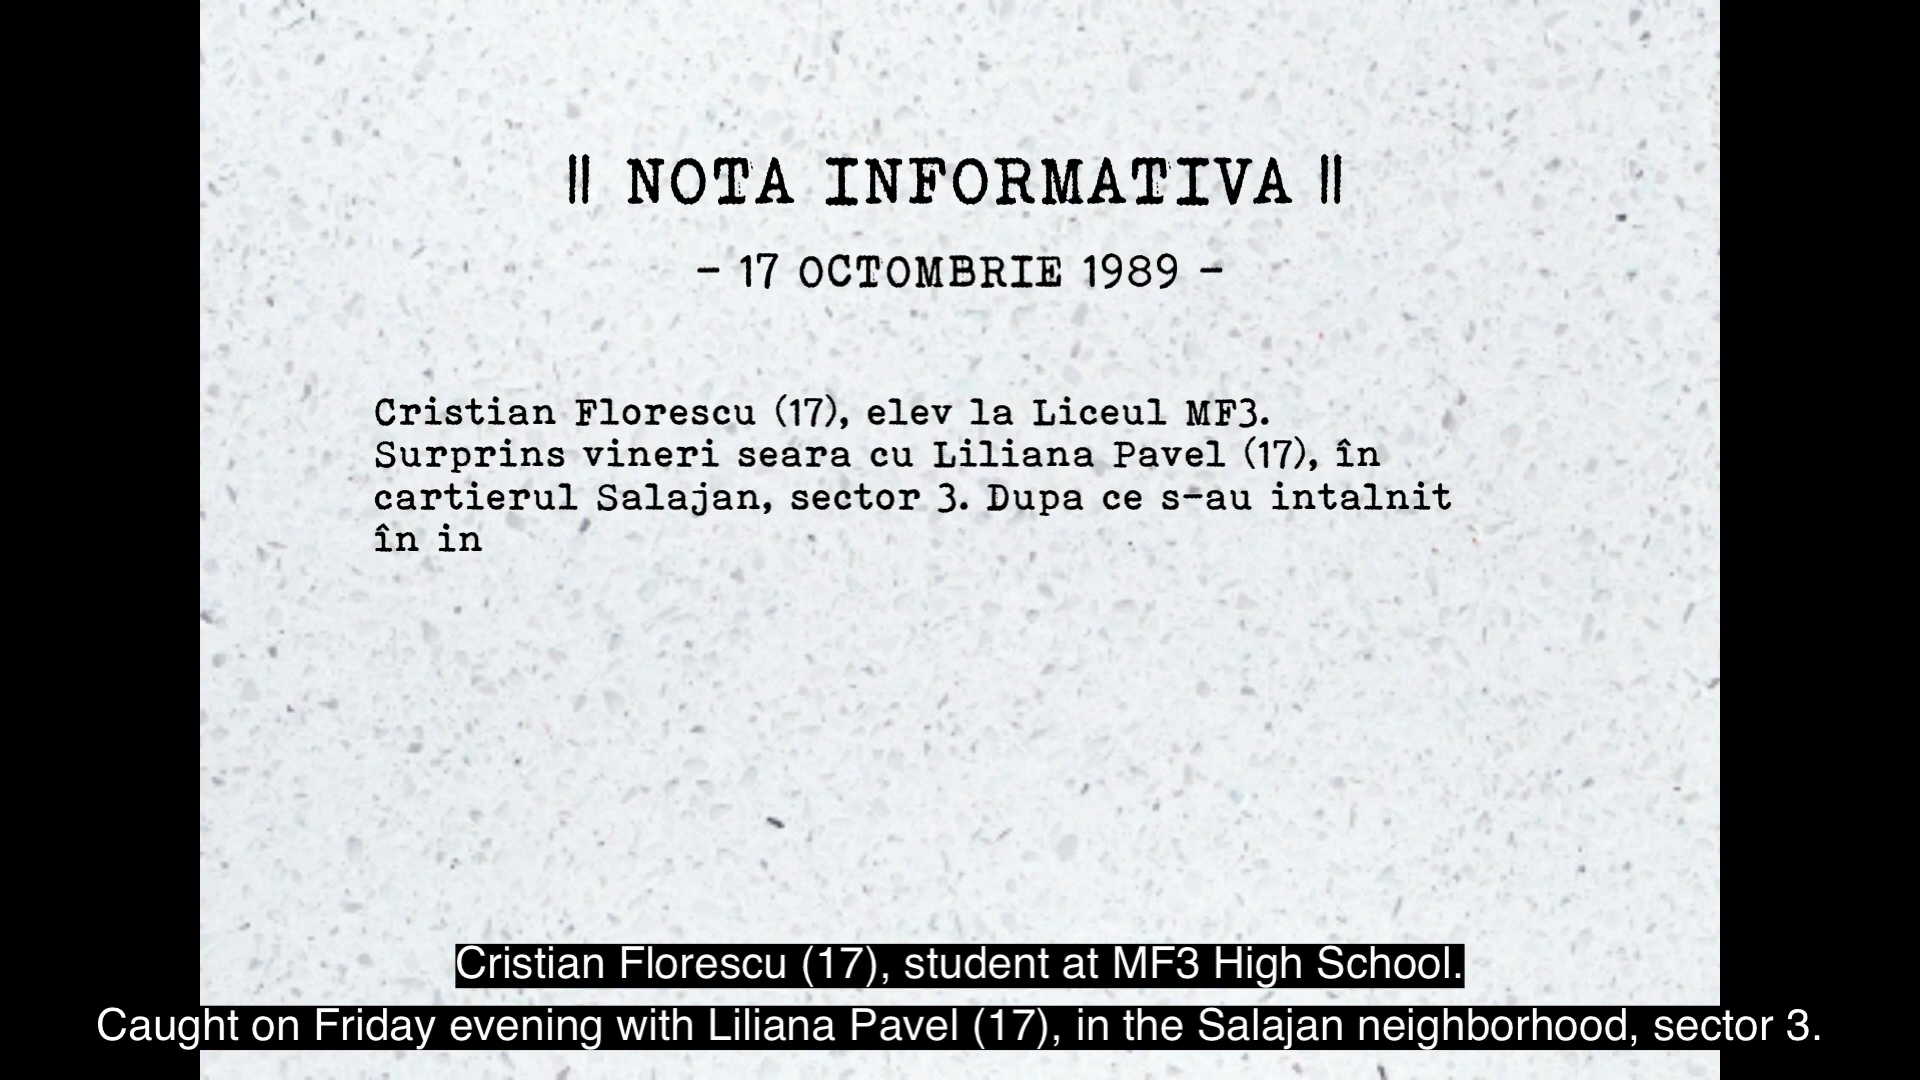 || NOTA INFORMATIVA ||
- 17 OCTOMBRIE 1989 -
Cristian Florescu (17), elev la Liceul MF3.
Surprins vineri seara cu Liliana Pavel (17), în
cartierul Salajan, sector 3. Dupa ce s-au intalnit
în in
Cristian Florescu (17), student at MF3 High School.
Caught on Friday evening with Liliana Pavel (17), in the Salajan neighborhood, sector 3.